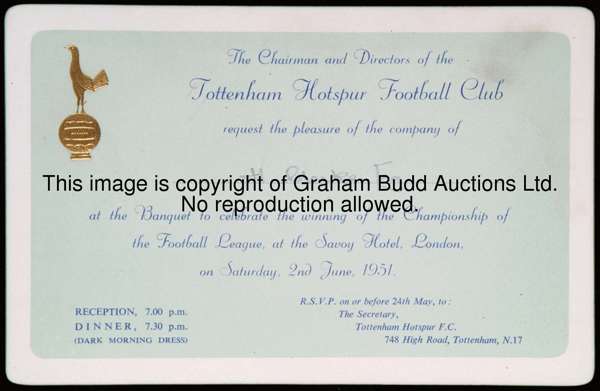 The Chairman and Directors of the
Tottenham Hotspur Football Club
request the pleasure of the company of
This image is copyright of Graham Budd Auctions Ltd.
No reproduction allowed.
at the Banquet to celebrate the winning of the Championship of
the Football League, at the Savoy Hotel, London,
on Saturday, 2nd June, 1951.
RECEPTION, 7.00 p.m.
DINNER, 7.30 p.m.
(DARK MORNING DRESS)
R.S.V.P. on or before 24th May, to:
The Secretary,
Tottenham Hotspur F.C.
748 High Road, Tottenham, N.17